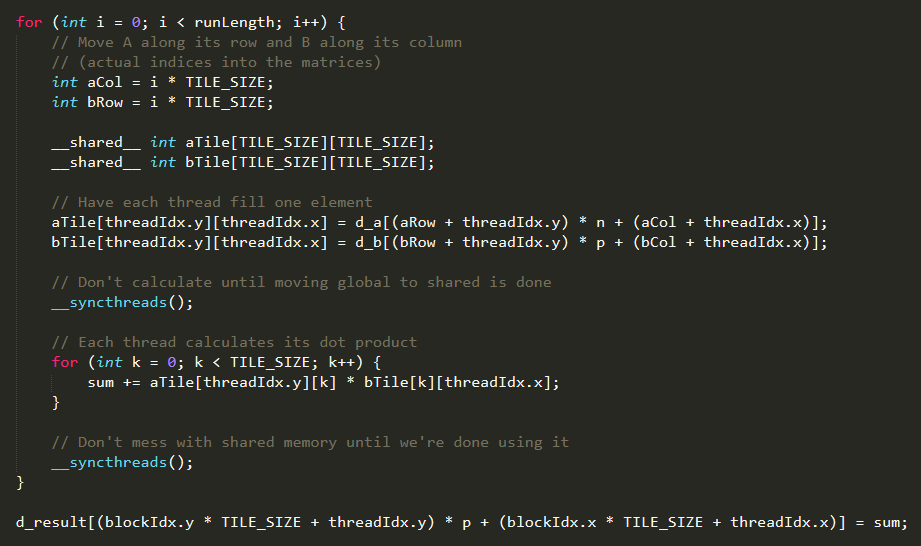 for (int i = 0; i < runLength; i++) {
    // Move A along its row and B along its column
    // (actual indices into the matrices)
    int aCol = i * TILE_SIZE;
    int bRow = i * TILE_SIZE;

    __shared__ int aTile[TILE_SIZE][TILE_SIZE];
    __shared__ int bTile[TILE_SIZE][TILE_SIZE];

    // Have each thread fill one element
    aTile[threadIdx.y][threadIdx.x] = d_a[(aRow + threadIdx.y) * n + (aCol + threadIdx.x)];
    bTile[threadIdx.y][threadIdx.x] = d_b[(bRow + threadIdx.y) * p + (bCol + threadIdx.x)];

    // Don't calculate until moving global to shared is done
    __syncthreads();

    // Each thread calculates its dot product
    for (int k = 0; k < TILE_SIZE; k++) {
        sum += aTile[threadIdx.y][k] * bTile[k][threadIdx.x];
    }

    // Don't mess with shared memory until we're done using it
    __syncthreads();
}

d_result[(blockIdx.y * TILE_SIZE + threadIdx.y) * p + (blockIdx.x * TILE_SIZE + threadIdx.x)] = sum;